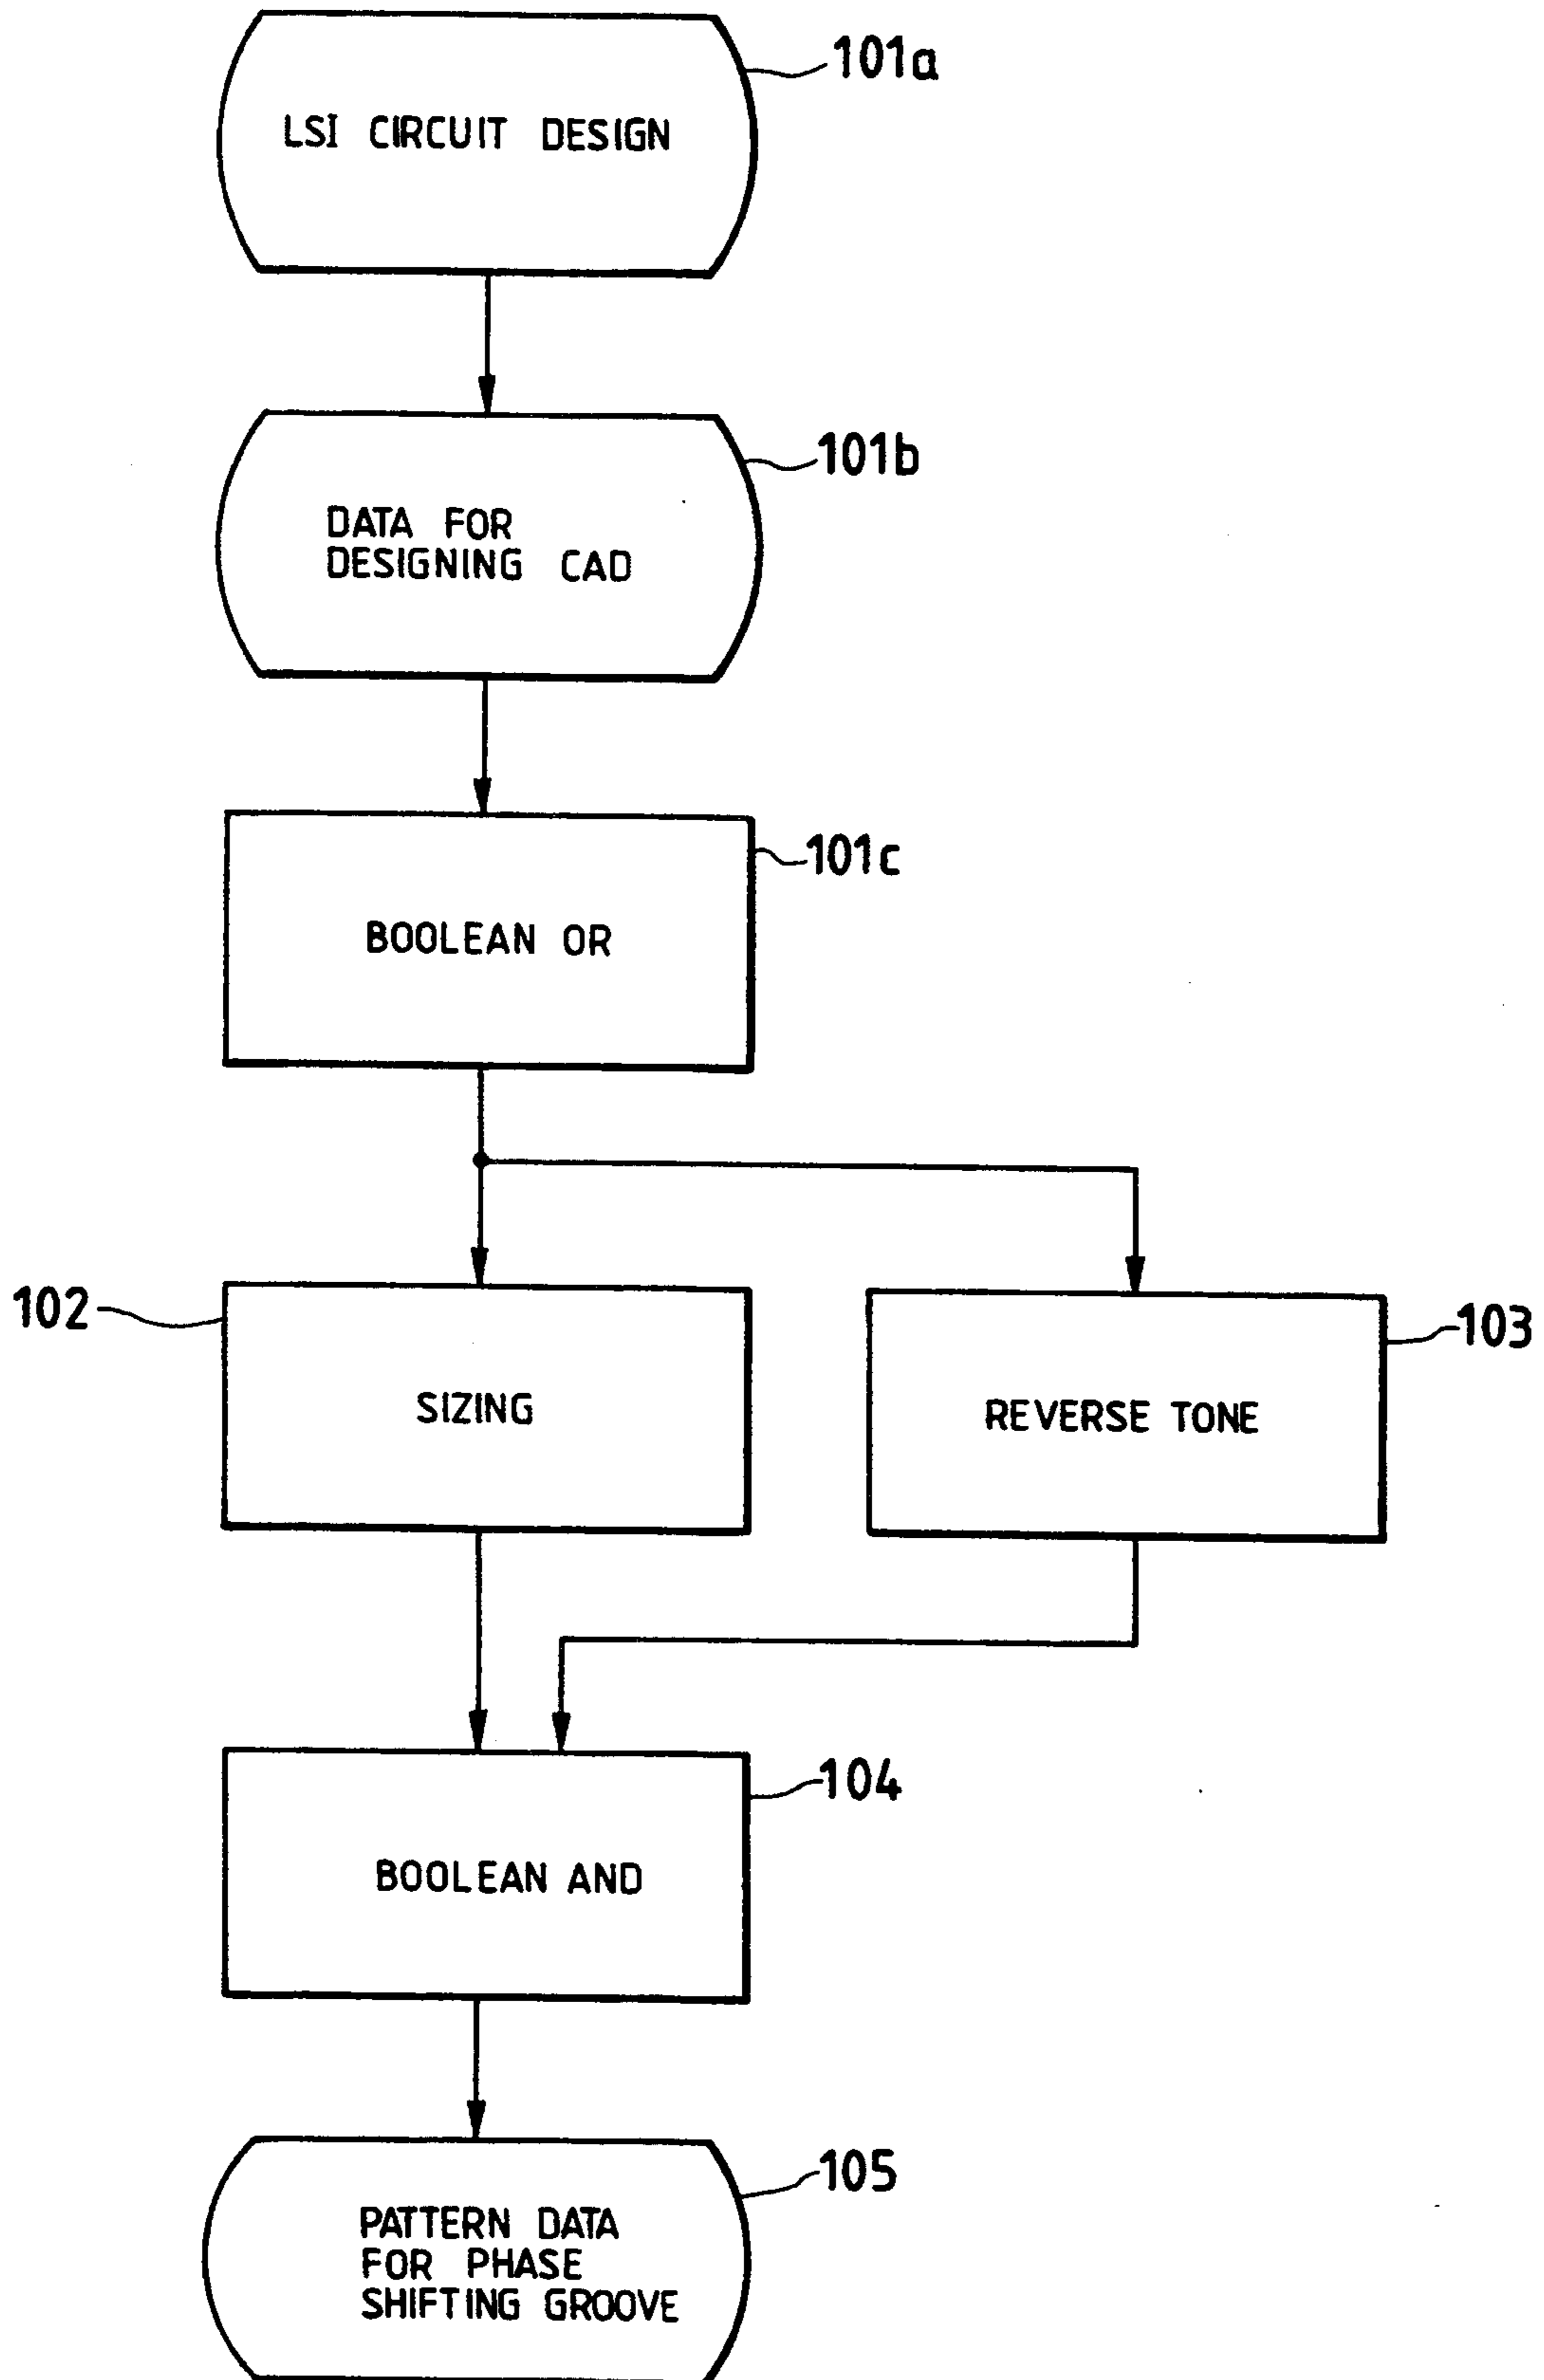 101a
LSI CIRCUIT DESIGN
101b
DATA FOR
DESIGNING CAD
101c
BOOLEAN OR
102
SIZING
103
REVERSE TONE
104
BOOLEAN AND
105
PATTERN DATA
FOR PHASE
SHIFTING GROOVE